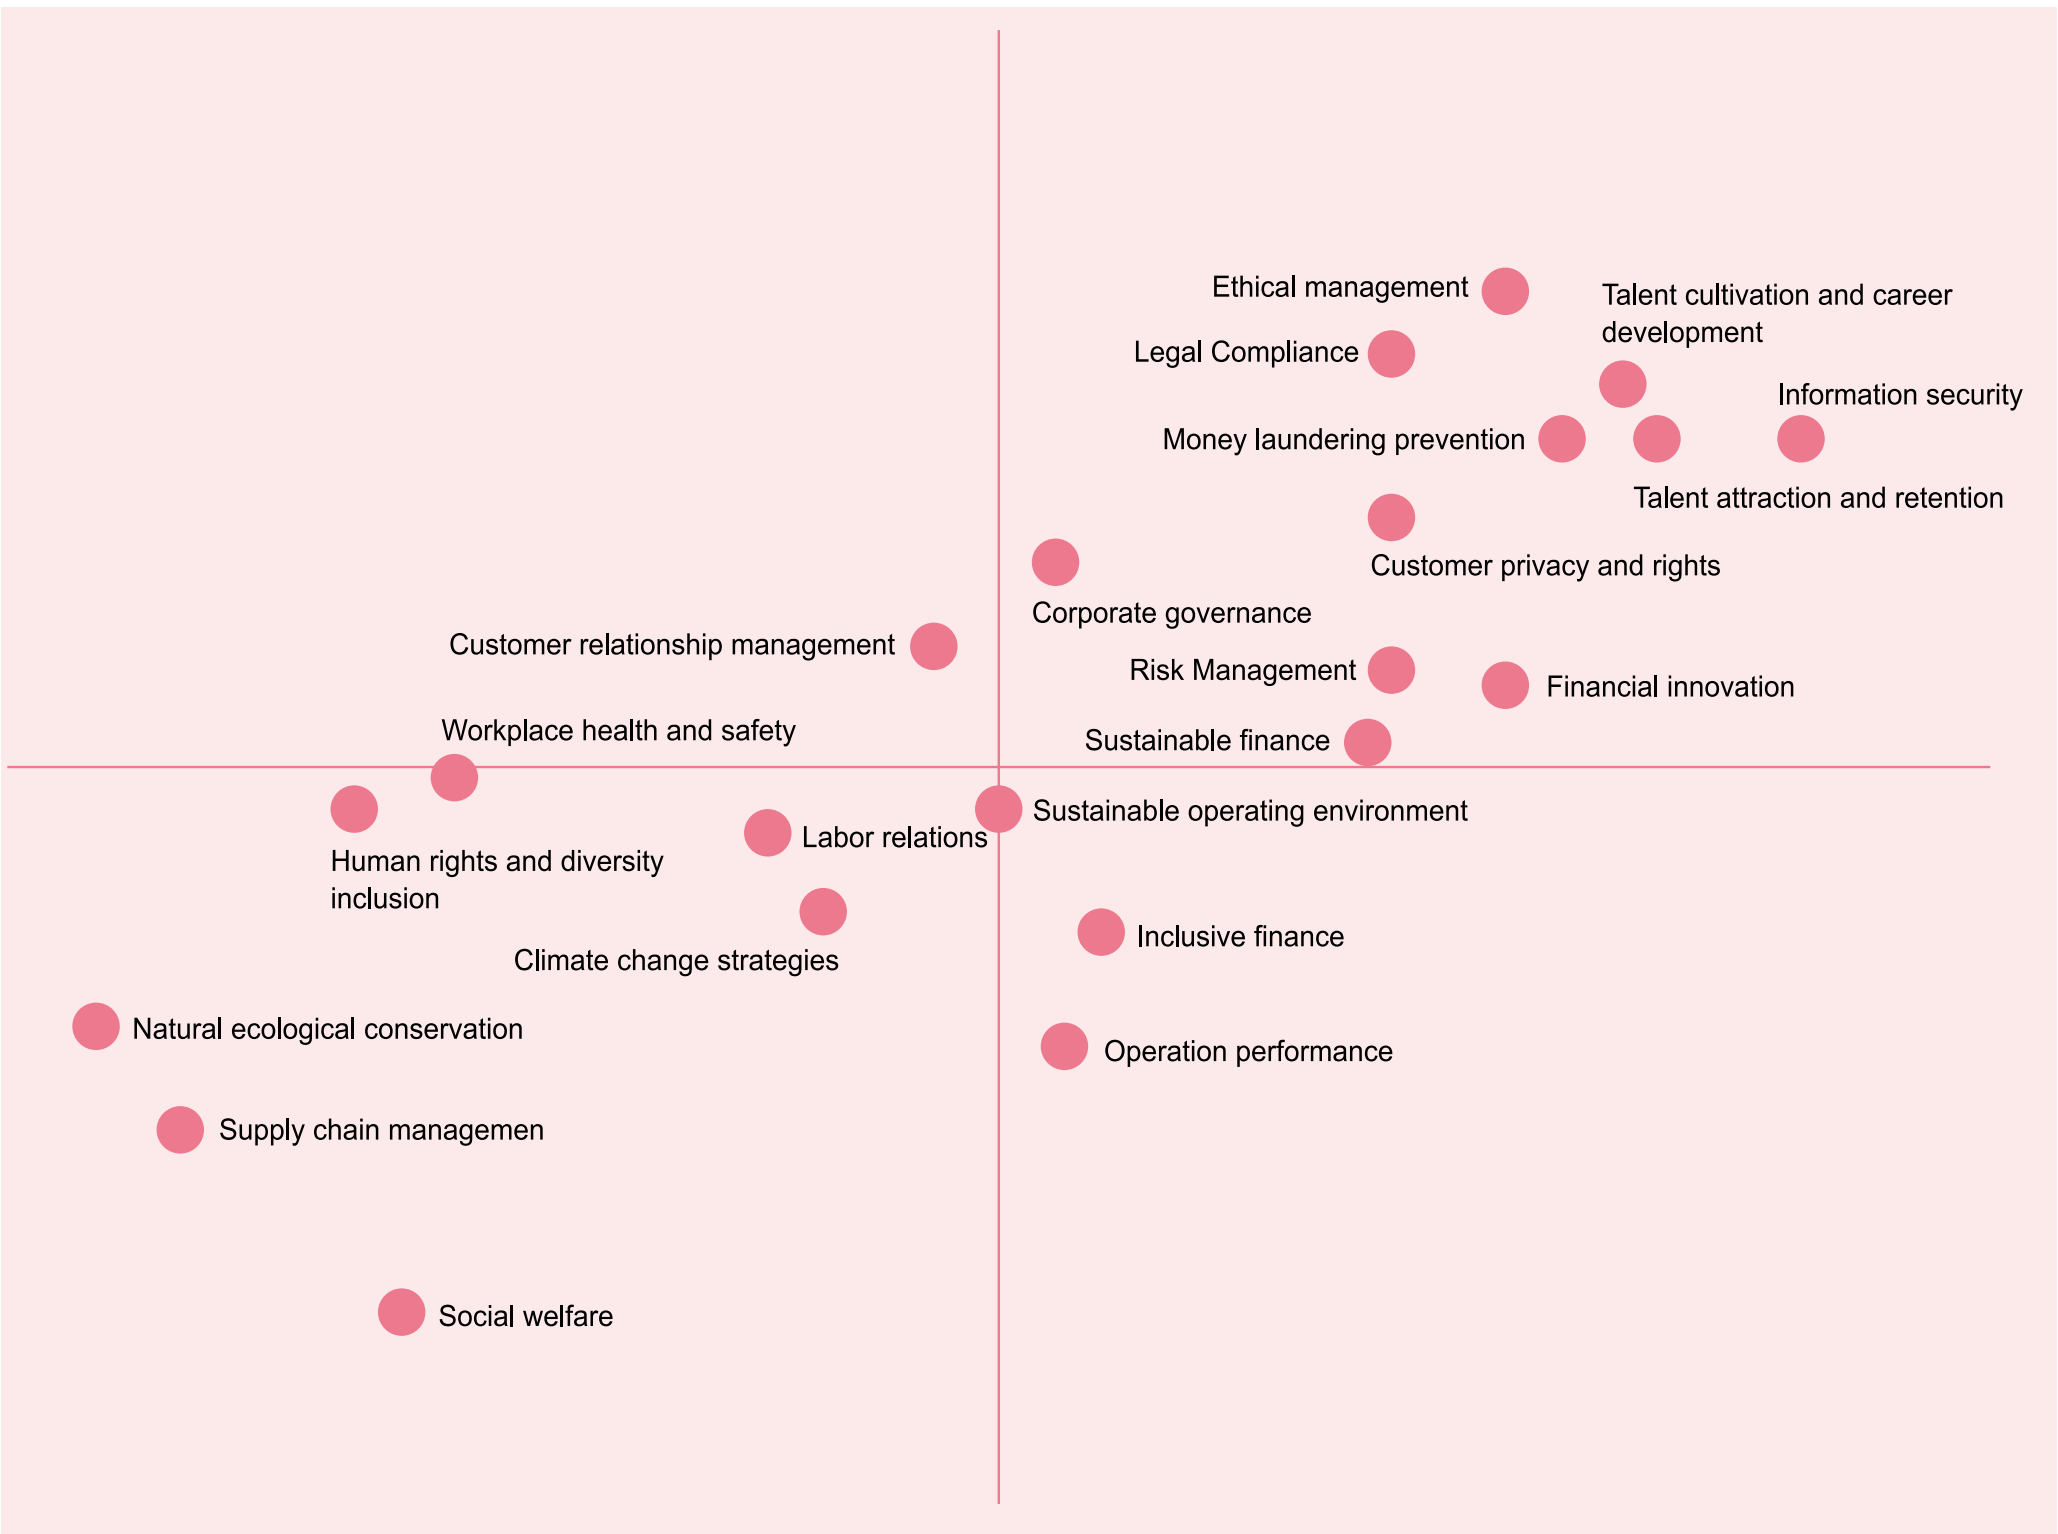 Ethical management
Talent cultivation and career
development
Legal Compliance
Information security
Money laundering prevention
Talent attraction and retention
Customer privacy and rights
Corporate governance
Customer relationship management
Risk Management
Financial innovation
Workplace health and safety
Sustainable finance
Sustainable operating environment
Labor relations
Human rights and diversity
inclusion
Inclusive finance
Climate change strategies
Natural ecological conservation
Operation performance
Supply chain managemen
Social welfare